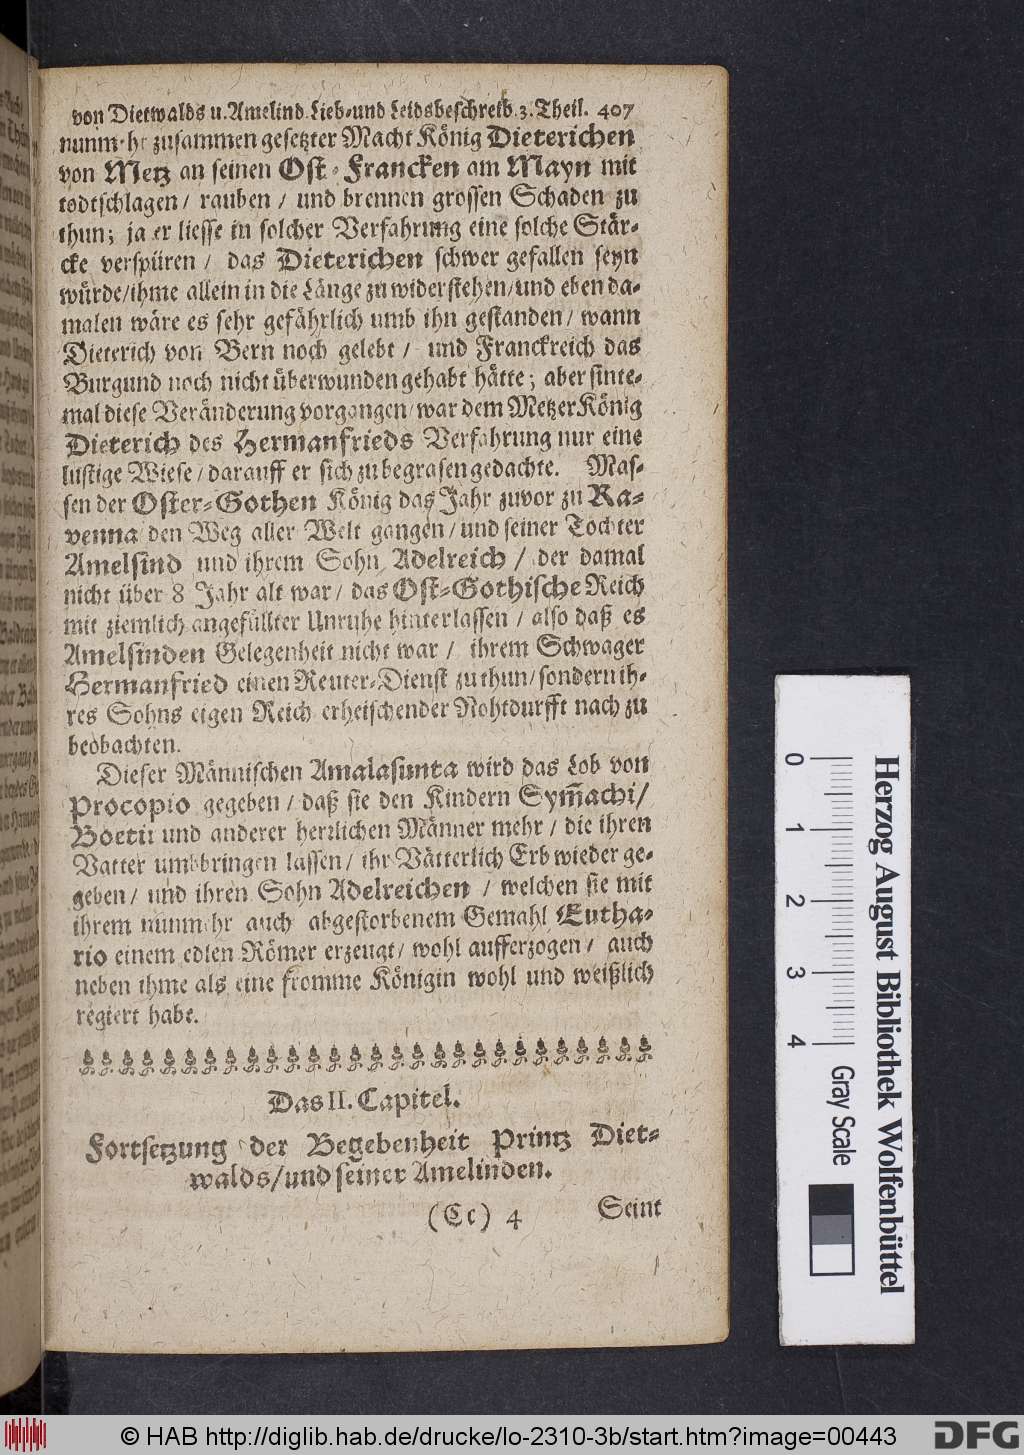 von Dietwalds u. Amelind. Lieb- und Leidsbeschreib. 3. Theil. 407
nunmehr zusammen gesetzter Macht König Dieterichen
von Metz an seinen Ost-Francken am Mayn mit
todtschlagen / rauben / und brennen grossen Schaden zu
thun; ja er liesse in solcher Verfahrung eine solche Stär-
cke verspüren / das Dieterichen schwer gefallen seyn
würde / ihme allein in die Länge zu widerstehen / und eben da-
malen wäre es sehr gefährlich umb ihn gestanden / wann
Dieterich von Bern noch gelebt / und Franckreich das
Burgund noch nicht überwunden gehabt hätte; aber sinte-
mal diese Veränderung vorgangen / war dem Metzer König
Dieterich des Hermanfrieds Verfahrung nur eine
lustige Wiese / darauff er sich zu begrasen gedachte. Mas-
sen der Oster-Gothen König das Jahr zuvor zu Ra-
venna den Weg aller Welt gangen / und seiner Tochter
Amelsind und ihrem Sohn Adelreich / der damal
nicht über 8 Jahr alt war / das Ost-Gothische Reich
mit ziemlich angefüllter Unruhe hinterlassen / also daß es
Amelsinden Gelegenheit nicht war / ihrem Schwager
Hermanfried einen Reuter-Dienst zu thun / sondern ih-
res Sohns eigen Reich erheischender Nohtdurfft nach zu
beobachten.
Dieser Männischen Amalasunta wird das Lob von
Procopio gegeben / daß sie den Kindern Sym̄achi /
Boetii und anderer herrlichen Männer mehr / die ihren
Vatter umbbringen lassen / ihr Vätterlich Erb wieder ge-
geben / und ihren Sohn Adelreichen / welchen sie mit
ihrem nunmehr auch abgestorbenem Gemahl Eutha-
rio einem edlen Römer erzeugt / wohl aufferzogen / auch
neben ihme als eine fromme Königin wohl und weißlich
regiert habe.
Das II. Capitel.
Fortsetzung der Begebenheit Printz Diet-
walds / und seiner Amelinden.
(Cc) 4 Seint
0 1 2 3 4 Gray Scale
Herzog August Bibliothek Wolfenbüttel
© HAB http://diglib.hab.de/drucke/lo-2310-3b/start.htm?image=00443
DFG